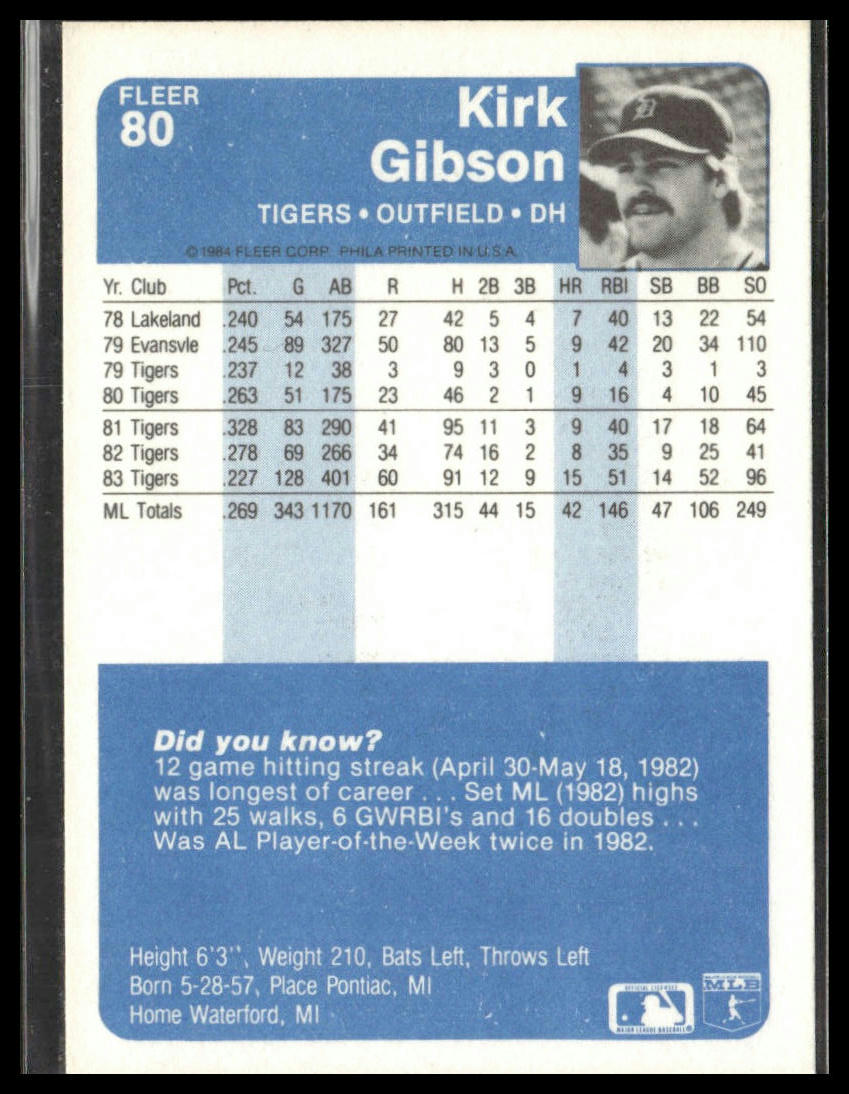 FLEER
80
Kirk
Gibson
TIGERS • OUTFIELD • DH
© 1984 FLEER CORP. PHILA PRINTED IN U.S.A.
Yr. Club Pct. G AB R H 2B 3B HR RBI SB BB SO
78 Lakeland .240 54 175 27 42 5 4 7 40 13 22 54
79 Evansvle .245 89 327 50 80 13 5 9 42 20 34 110
79 Tigers .237 12 38 3 9 3 0 1 4 3 1 3
80 Tigers .263 51 175 23 46 2 1 9 16 4 10 45
81 Tigers .328 83 290 41 95 11 3 9 40 17 18 64
82 Tigers .278 69 266 34 74 16 2 8 35 9 25 41
83 Tigers .227 128 401 60 91 12 9 15 51 14 52 96
ML Totals .269 343 1170 161 315 44 15 42 146 47 106 249
Did you know?
12 game hitting streak (April 30-May 18, 1982)
was longest of career . . . Set ML (1982) highs
with 25 walks, 6 GWRBI's and 16 doubles . . .
Was AL Player-of-the-Week twice in 1982.
Height 6'3'', Weight 210, Bats Left, Throws Left
Born 5-28-57, Place Pontiac, MI
Home Waterford, MI
OFFICIAL LICENSEE
MAJOR LEAGUE BASEBALL
MLB